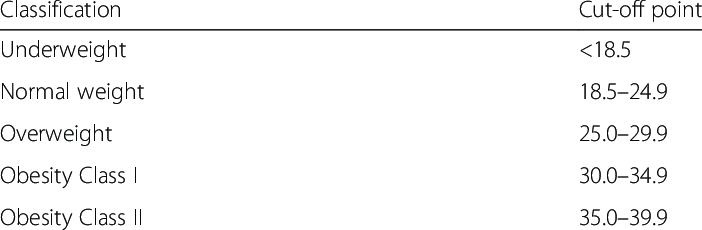 Classification Cut-off point
Underweight <18.5
Normal weight 18.5–24.9
Overweight 25.0–29.9
Obesity Class I 30.0–34.9
Obesity Class II 35.0–39.9